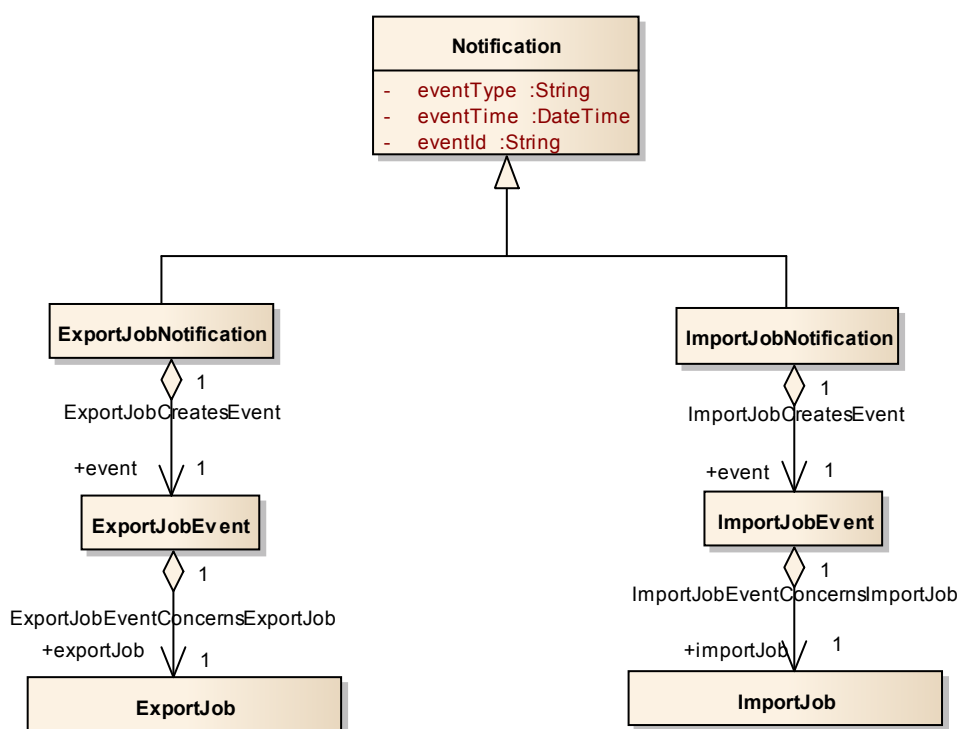 Notification
- eventType :String
- eventTime :DateTime
- eventId :String
ExportJobNotification
1
ExportJobCreatesEvent
+event 1
ExportJobEvent
1
ExportJobEventConcernsExportJob
+exportJob 1
ExportJob
ImportJobNotification
1
ImportJobCreatesEvent
+event 1
ImportJobEvent
1
ImportJobEventConcernsImportJob
+importJob 1
ImportJob